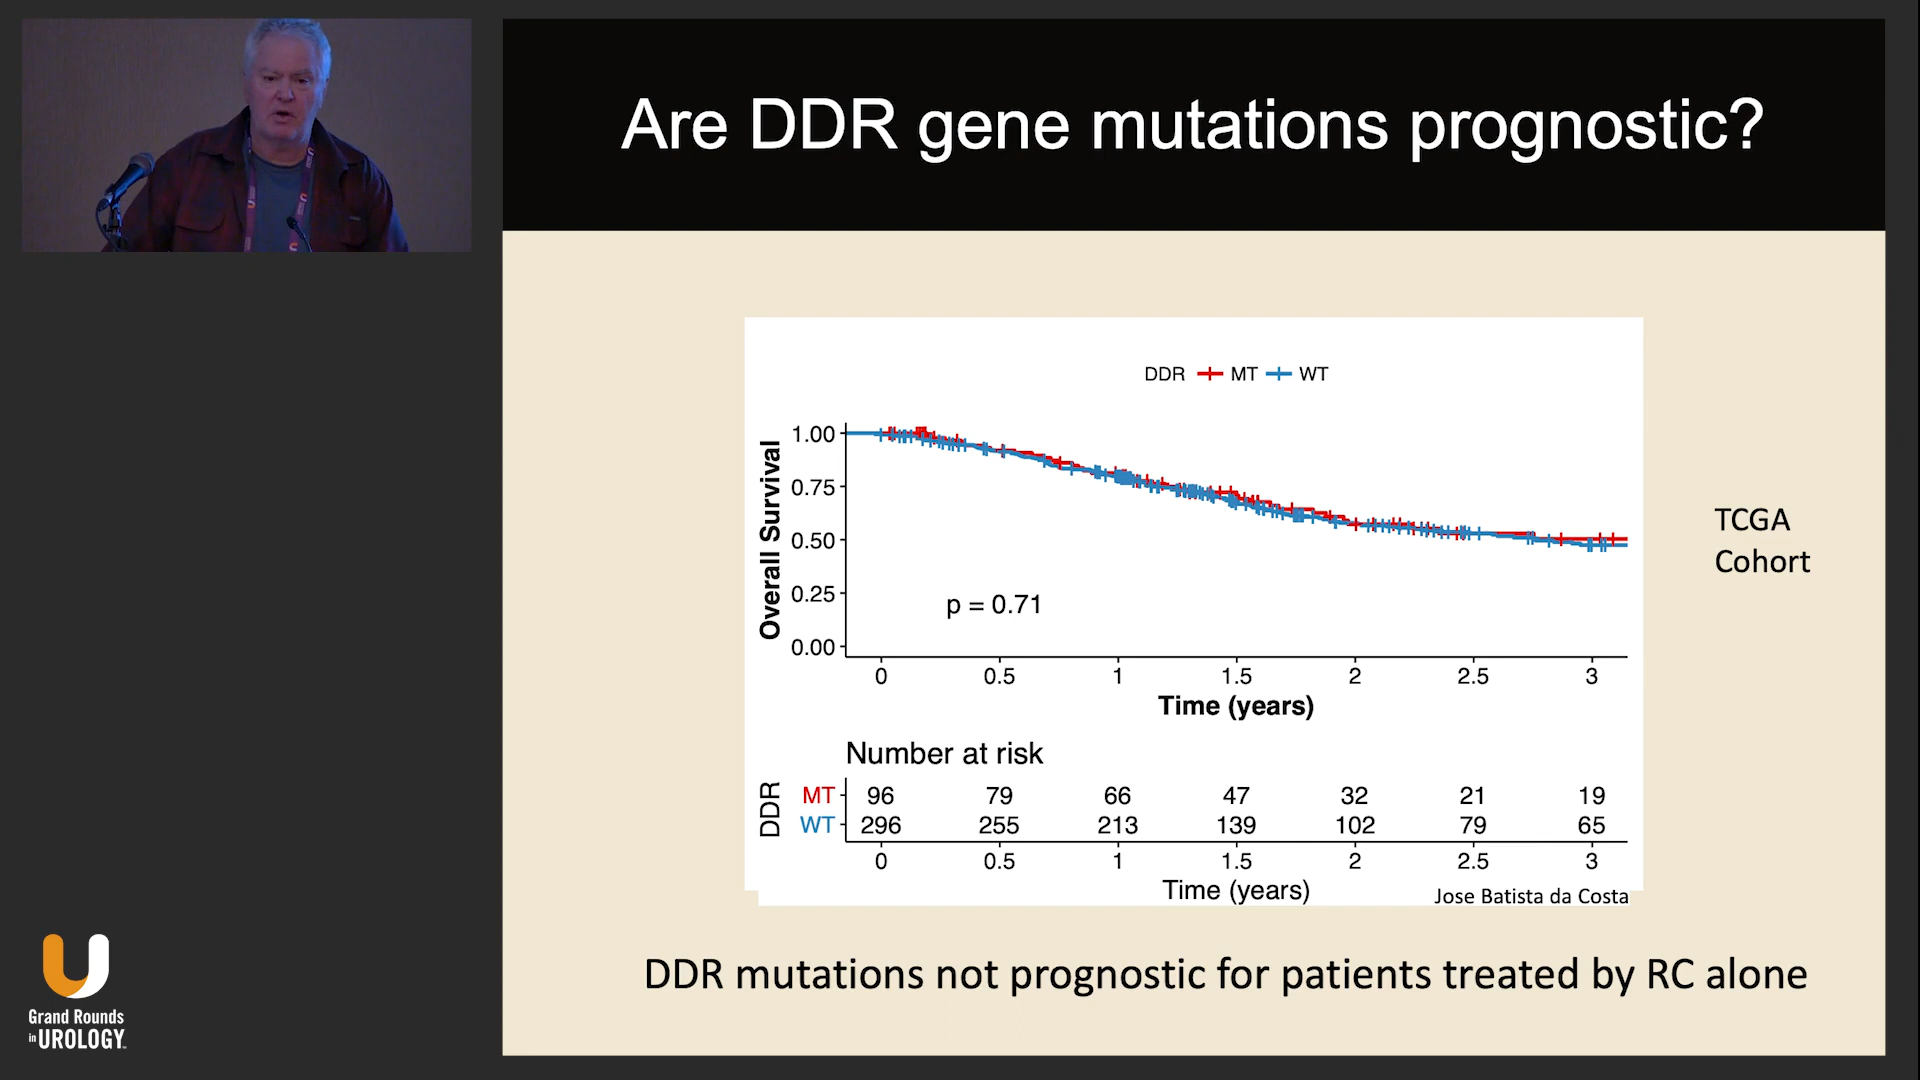 Are DDR gene mutations prognostic?
DDR MT WT
Overall Survival
1.00
0.75
0.50
0.25
0.00
p = 0.71
0 0.5 1 1.5 2 2.5 3
Time (years)
TCGA
Cohort
Number at risk
DDR
MT 96 79 66 47 32 21 19
WT 296 255 213 139 102 79 65
0 0.5 1 1.5 2 2.5 3
Time (years)
Jose Batista da Costa
DDR mutations not prognostic for patients treated by RC alone
Grand Rounds
in UROLOGY